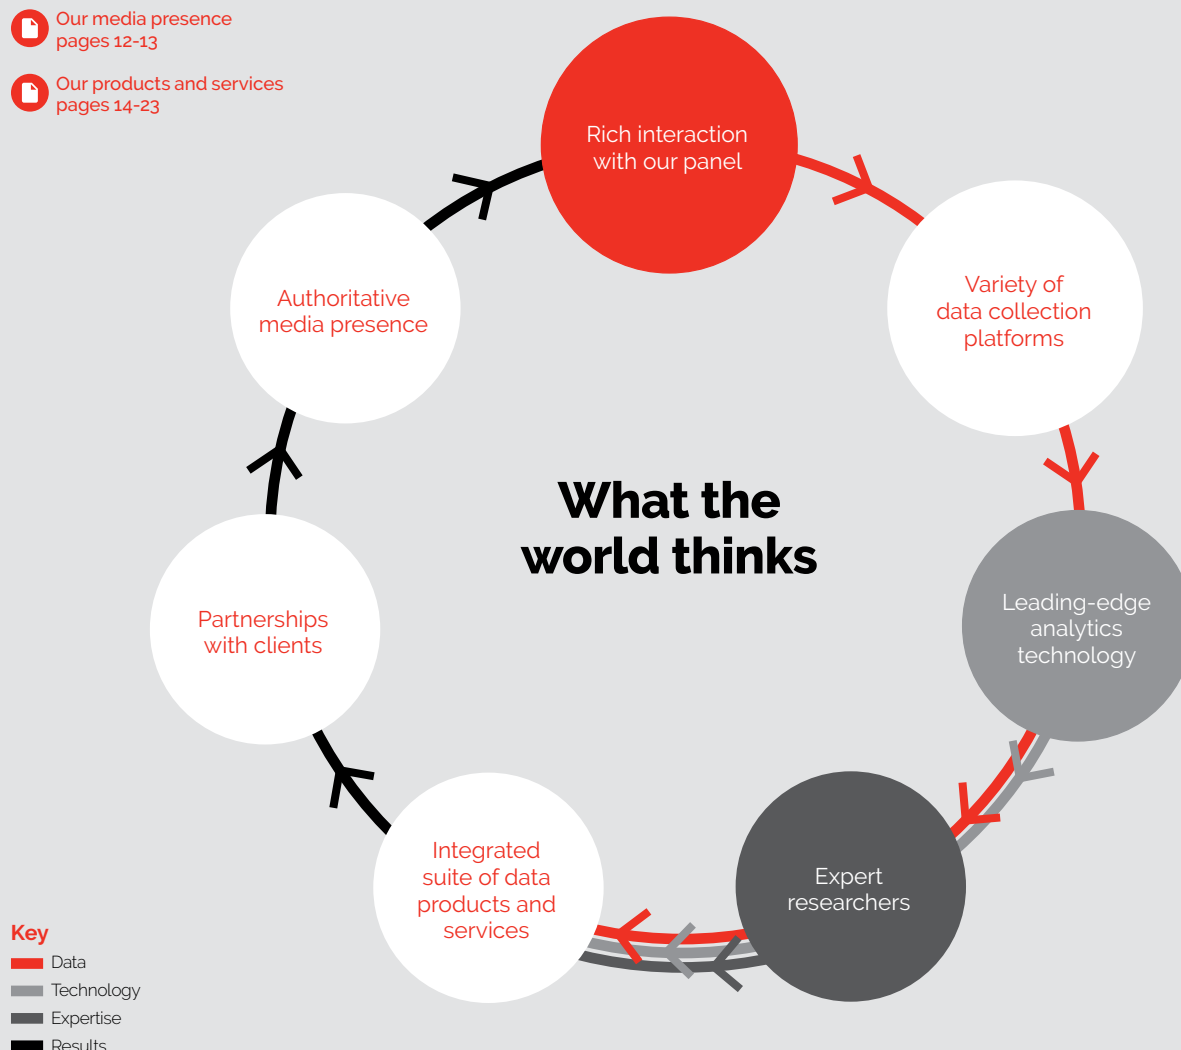 Our media presence
pages 12-13
Our products and services
pages 14-23
Rich interaction
with our panel
Variety of
data collection
platforms
Authoritative
media presence
What the
world thinks
Leading-edge
analytics
technology
Partnerships
with clients
Integrated
suite of data
products and
services
Expert
researchers
Key
Data
Technology
Expertise
Results